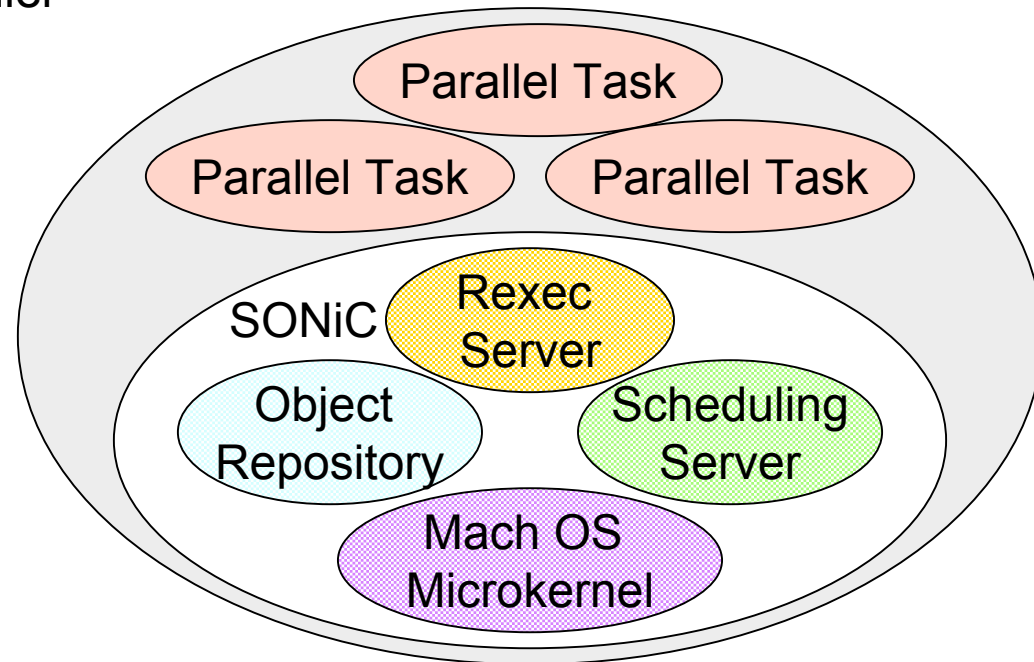 Parallel Task
Parallel Task
Parallel Task
SONiC
Rexec
Server
Object
Repository
Scheduling
Server
Mach OS
Microkernel